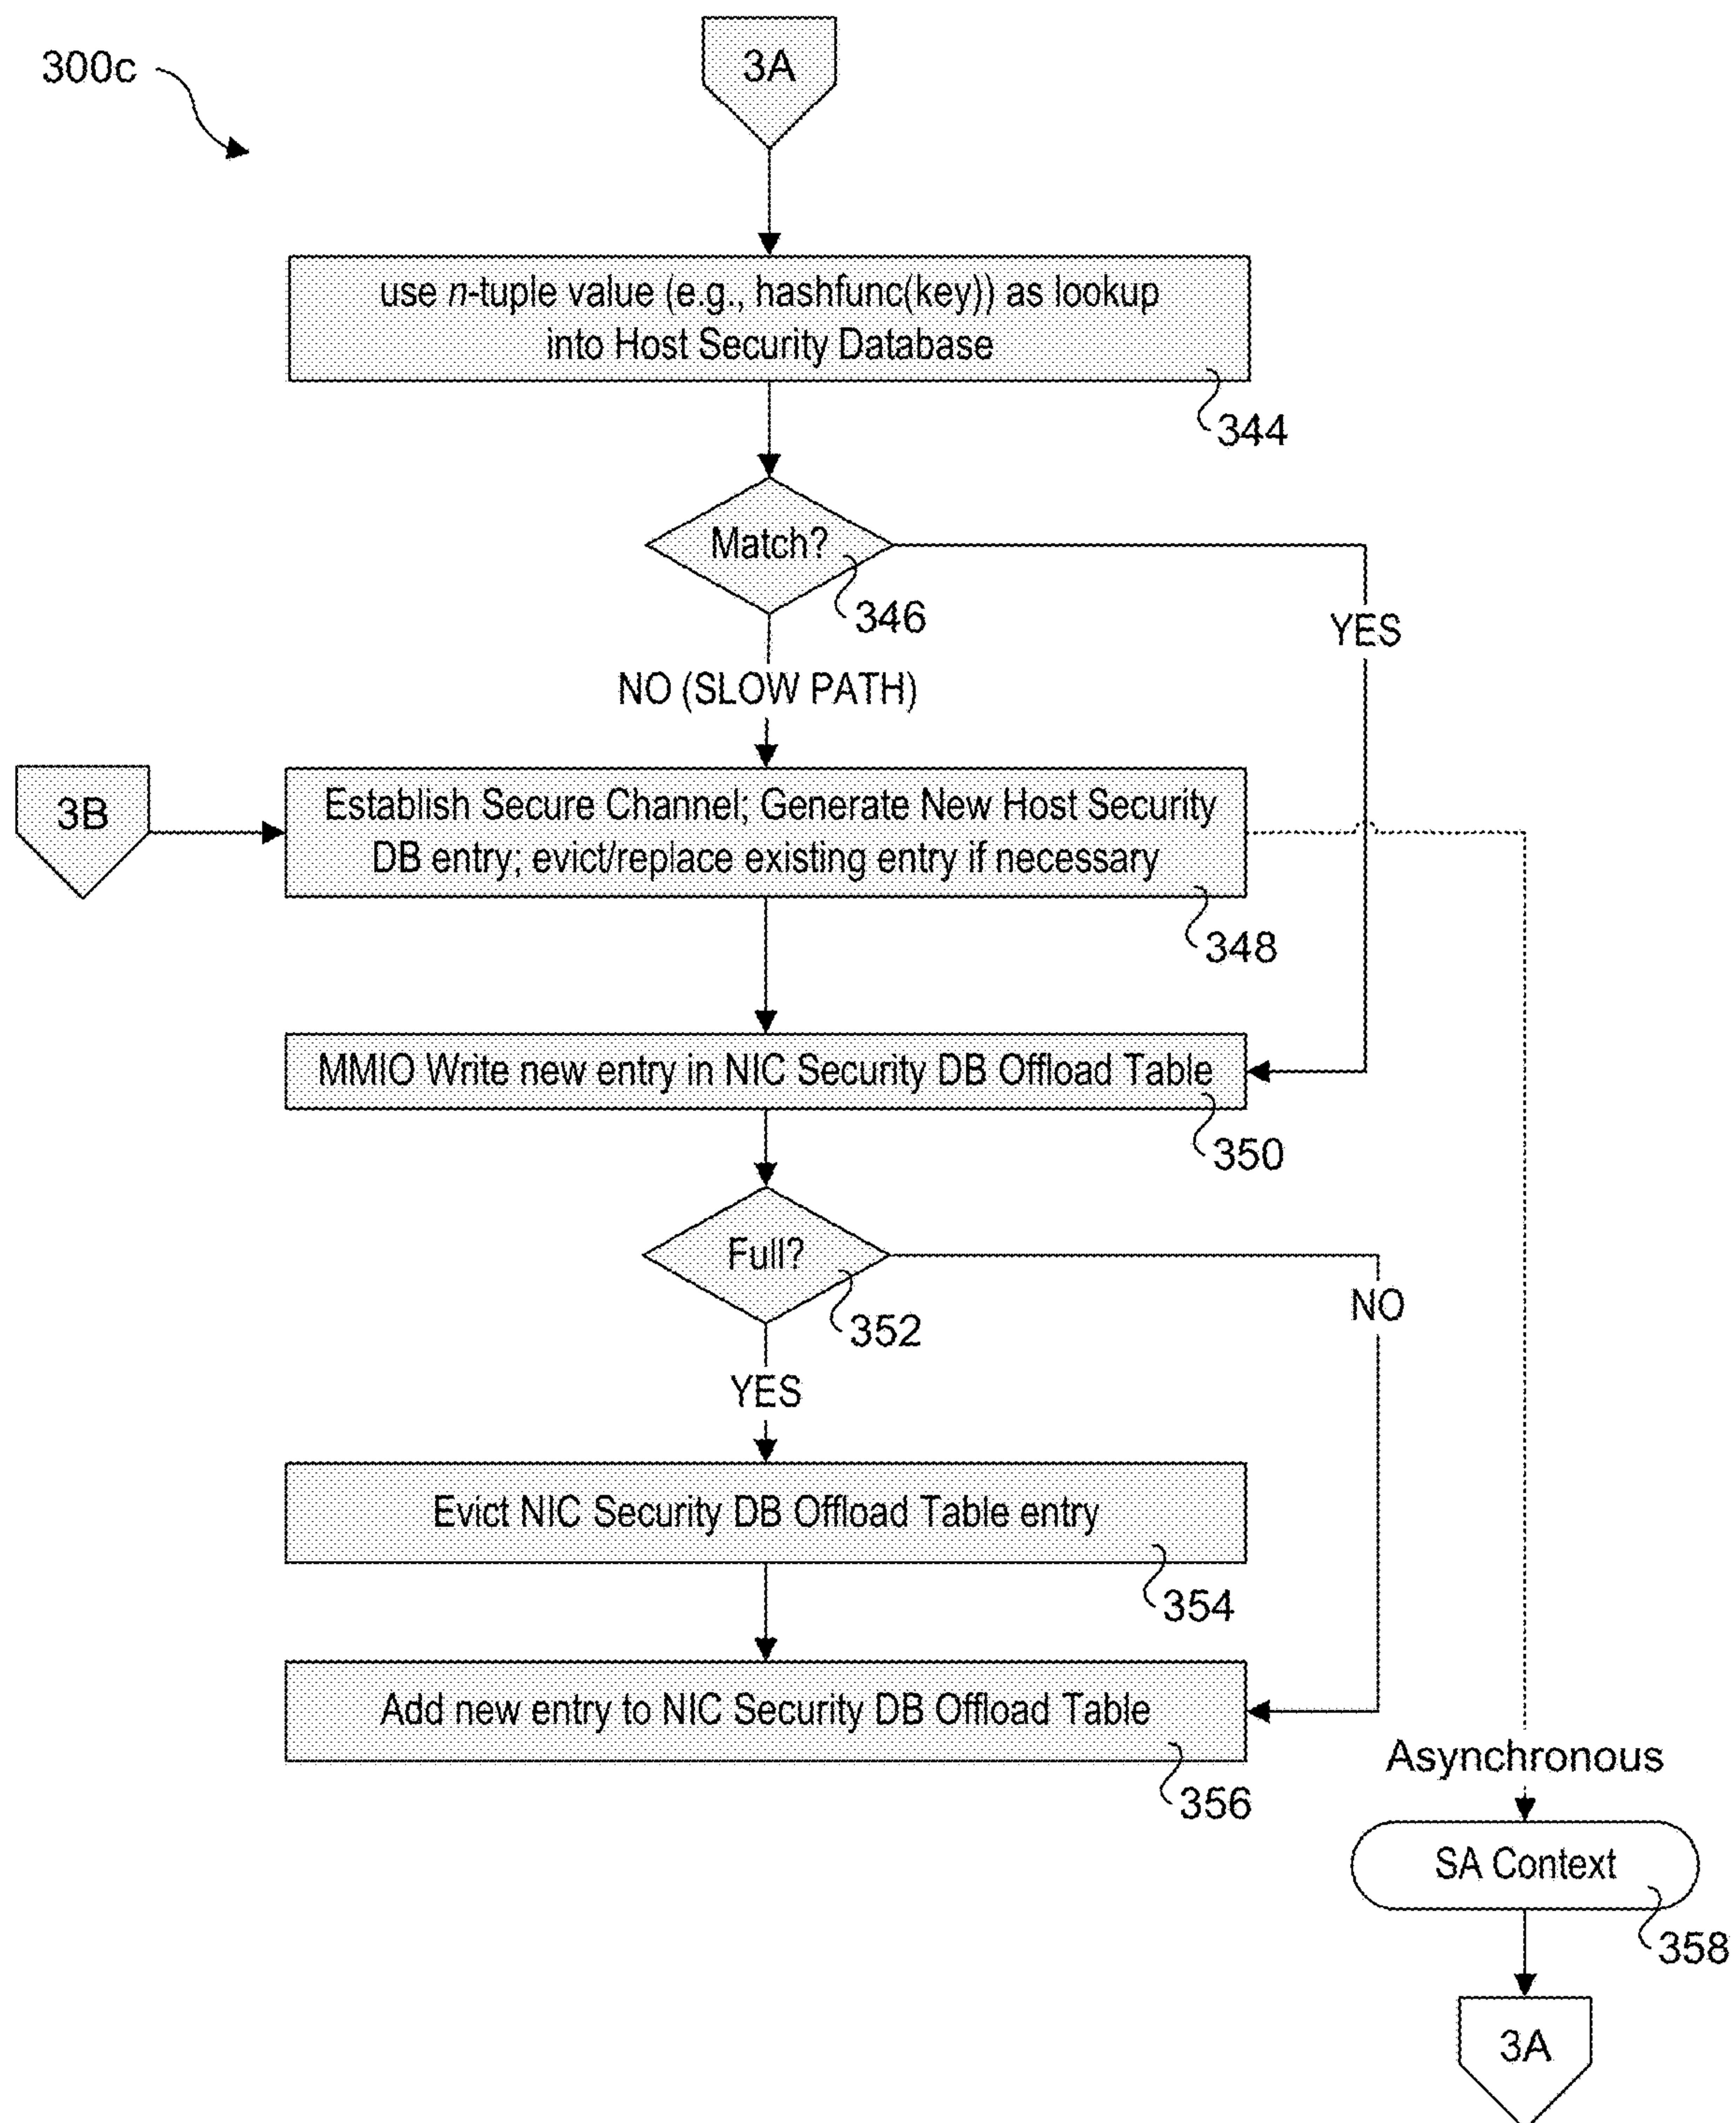 300c
3A
use n-tuple value (e.g., hashfunc(key)) as lookup
into Host Security Database
344
Match?
346
YES
NO (SLOW PATH)
3B
Establish Secure Channel; Generate New Host Security
DB entry; evict/replace existing entry if necessary
348
MMIO Write new entry in NIC Security DB Offload Table
350
Full?
352
NO
YES
Evict NIC Security DB Offload Table entry
354
Add new entry to NIC Security DB Offload Table
356
Asynchronous
SA Context
358
3A